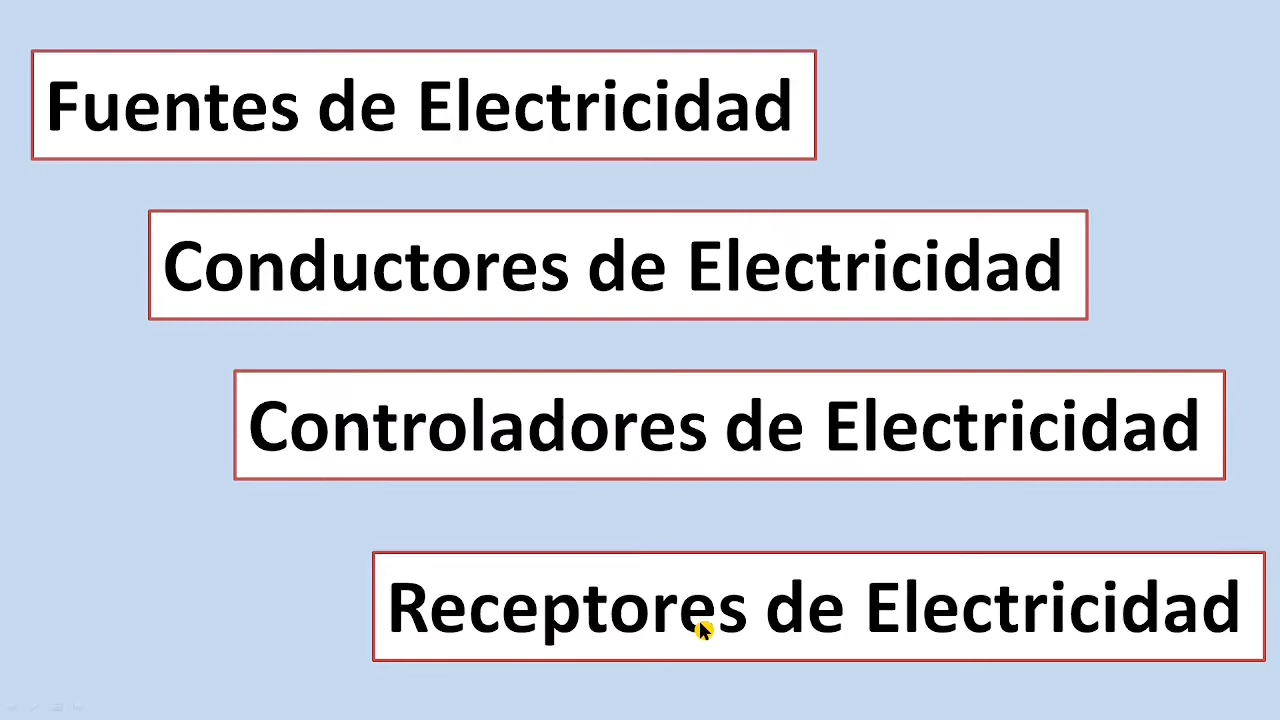 Fuentes de Electricidad
Conductores de Electricidad
Controladores de Electricidad
Receptores de Electricidad